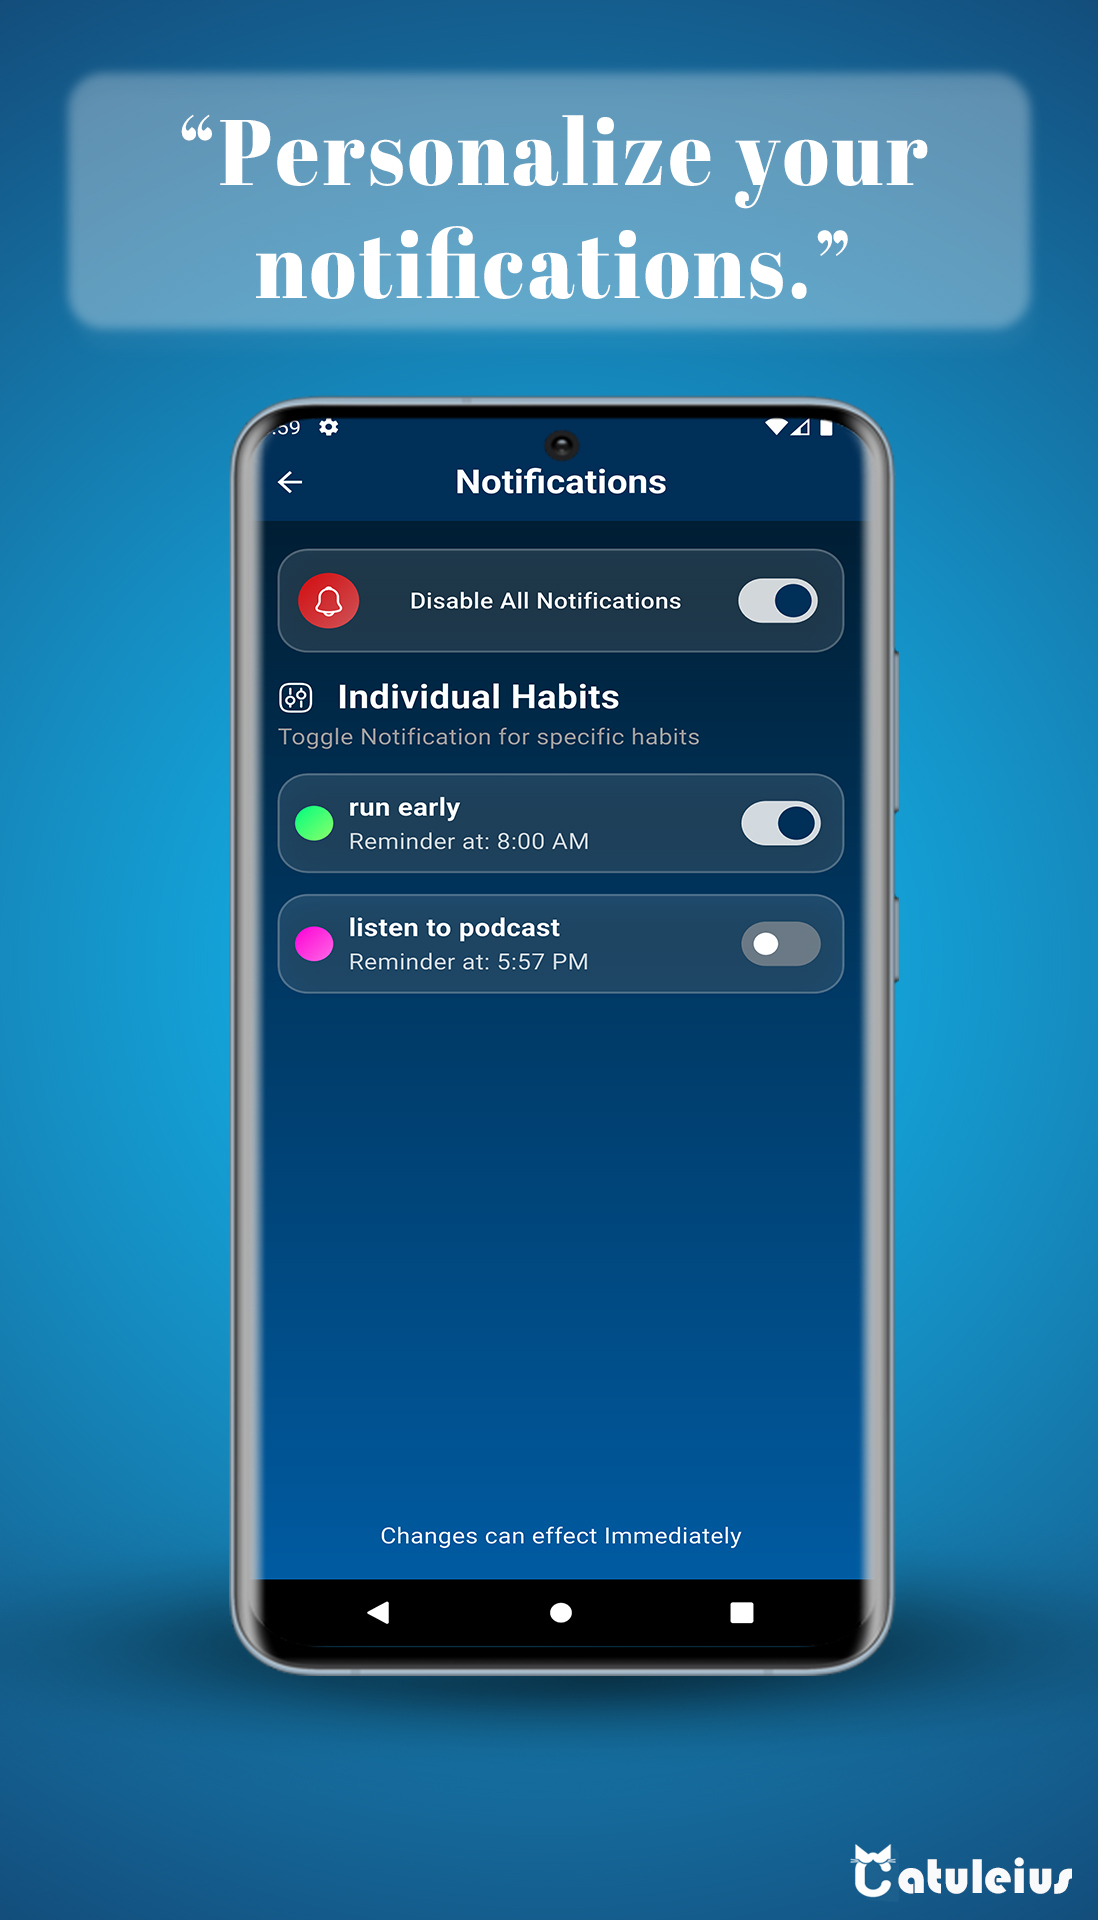 “Personalize your
notifications.”
:59
Notifications
Disable All Notifications
Individual Habits
Toggle Notification for specific habits
run early
Reminder at: 8:00 AM
listen to podcast
Reminder at: 5:57 PM
Changes can effect Immediately
Catuleius